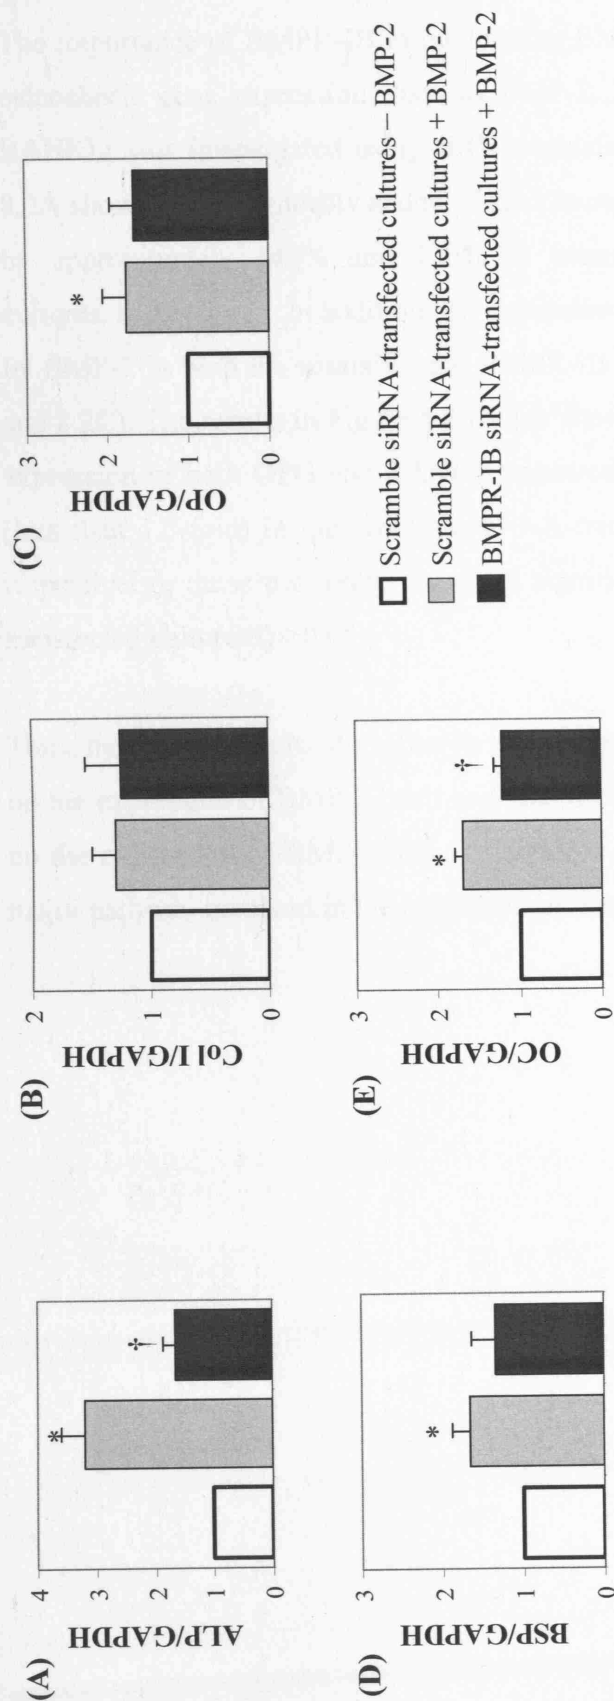 (A)
ALP/GAPDH
4
3
2
1
0
*
†
(B)
Col I/GAPDH
2
1
0
(C)
OP/GAPDH
3
2
1
0
*
(D)
BSP/GAPDH
3
2
1
0
*
(E)
OC/GAPDH
3
2
1
0
*
†
Scramble siRNA-transfected cultures – BMP-2
Scramble siRNA-transfected cultures + BMP-2
BMPR-IB siRNA-transfected cultures + BMP-2